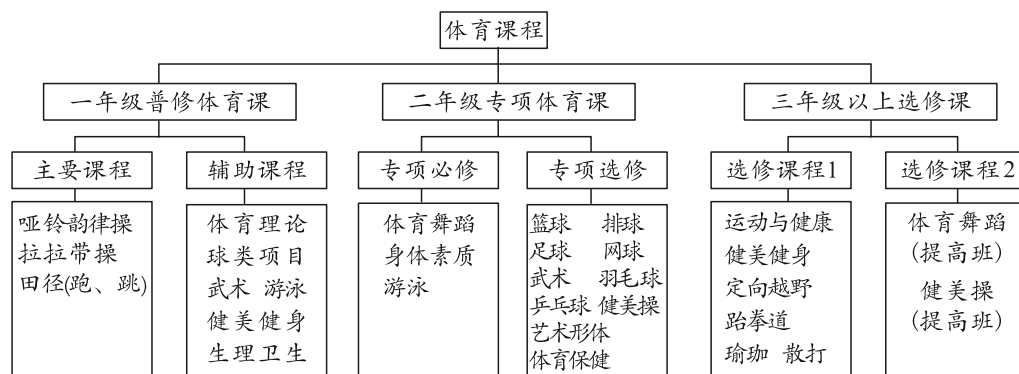 体育课程
一年级普修体育课
二年级专项体育课
三年级以上选修课
主要课程
辅助课程
专项必修
专项选修
选修课程1
选修课程2
哑铃韵律操
拉拉带操
田径(跑、跳)
体育理论
球类项目
武术 游泳
健美健身
生理卫生
体育舞蹈
身体素质
游泳
篮球 排球
足球 网球
武术 羽毛球
乒乓球 健美操
艺术形体
体育保健
运动与健康
健美健身
定向越野
跆拳道
瑜珈 散打
体育舞蹈
(提高班)
健美操
(提高班)